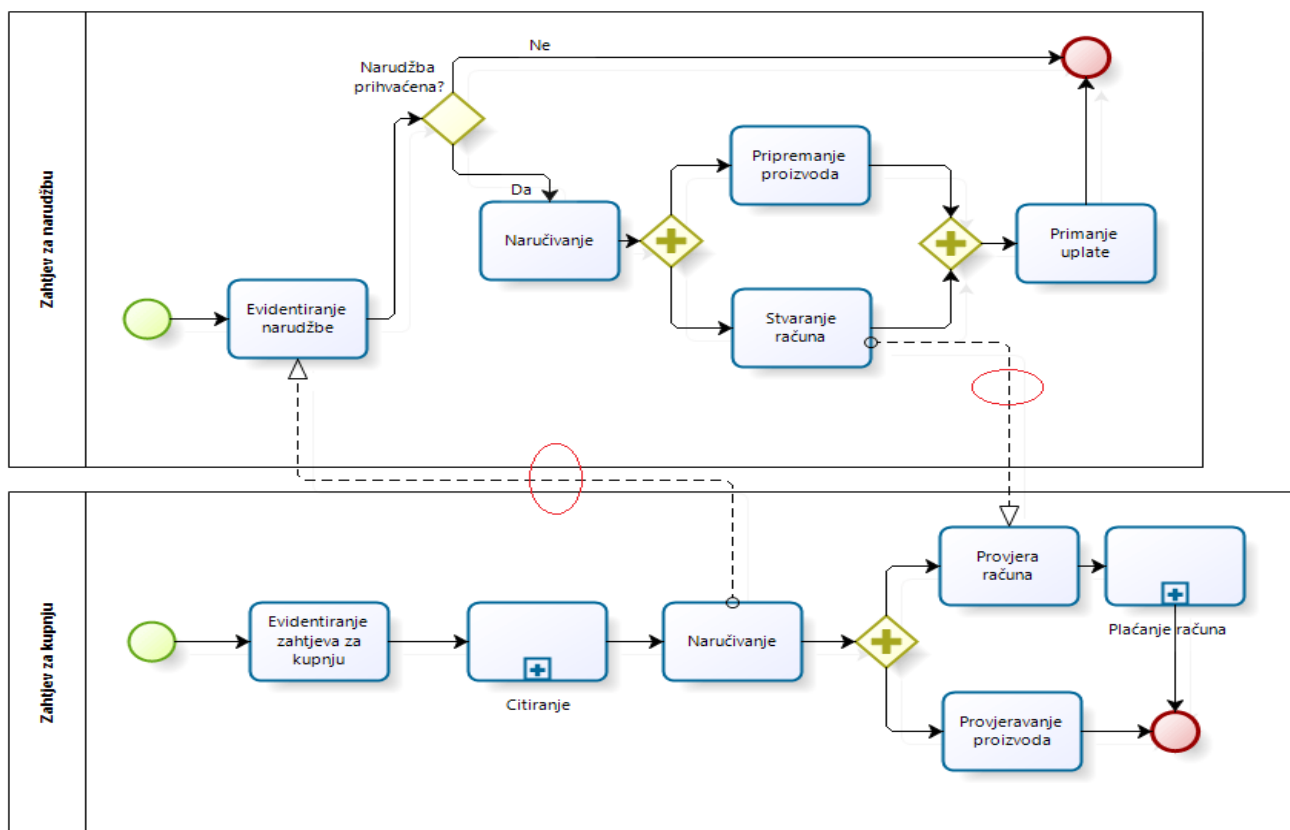 Zahtjev za narudžbu
Ne
Narudžba
prihvaćena?
Da
Evidentiranje
narudžbe
Naručivanje
Pripremanje
proizvoda
Stvaranje
računa
Primanje
uplate
Zahtjev za kupnju
Evidentiranje
zahtjeva za
kupnju
Citiranje
Naručivanje
Provjera
računa
Plaćanje računa
Provjeravanje
proizvoda